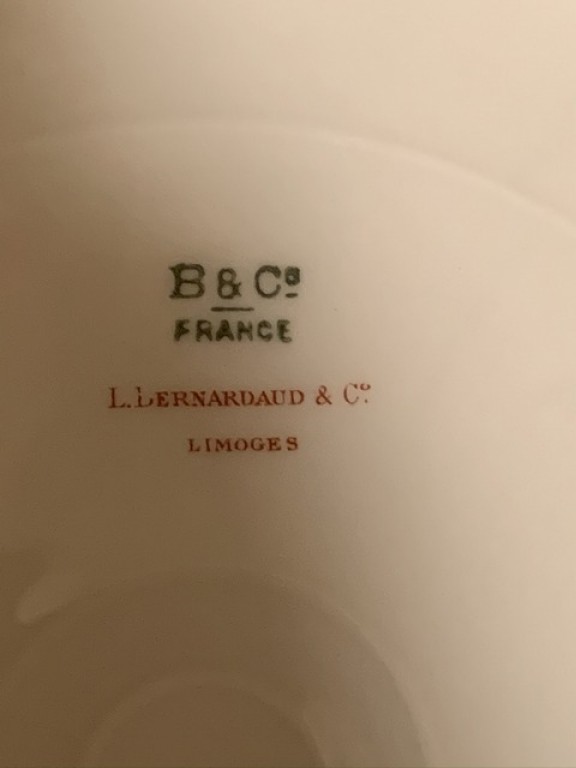 B & Cº
FRANCE
L. BERNARDAUD & Cº
LIMOGES